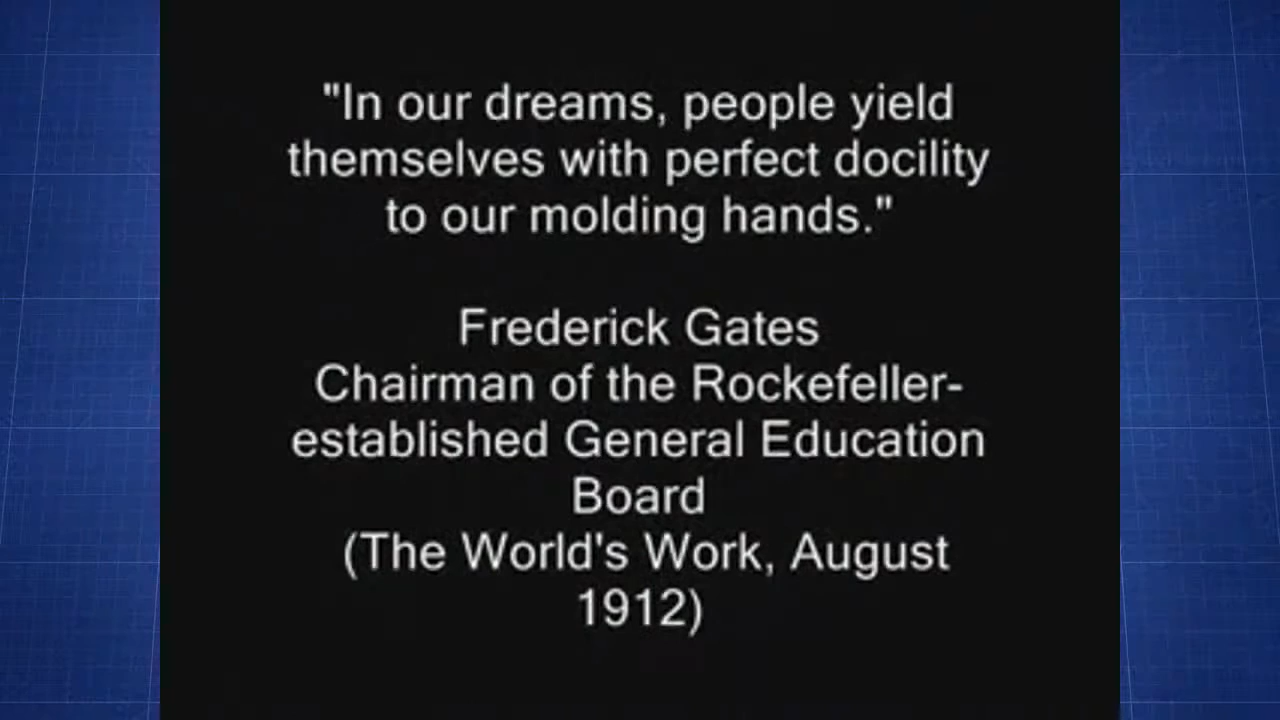 "In our dreams, people yield
themselves with perfect docility
to our molding hands."
Frederick Gates
Chairman of the Rockefeller-
established General Education
Board
(The World's Work, August
1912)